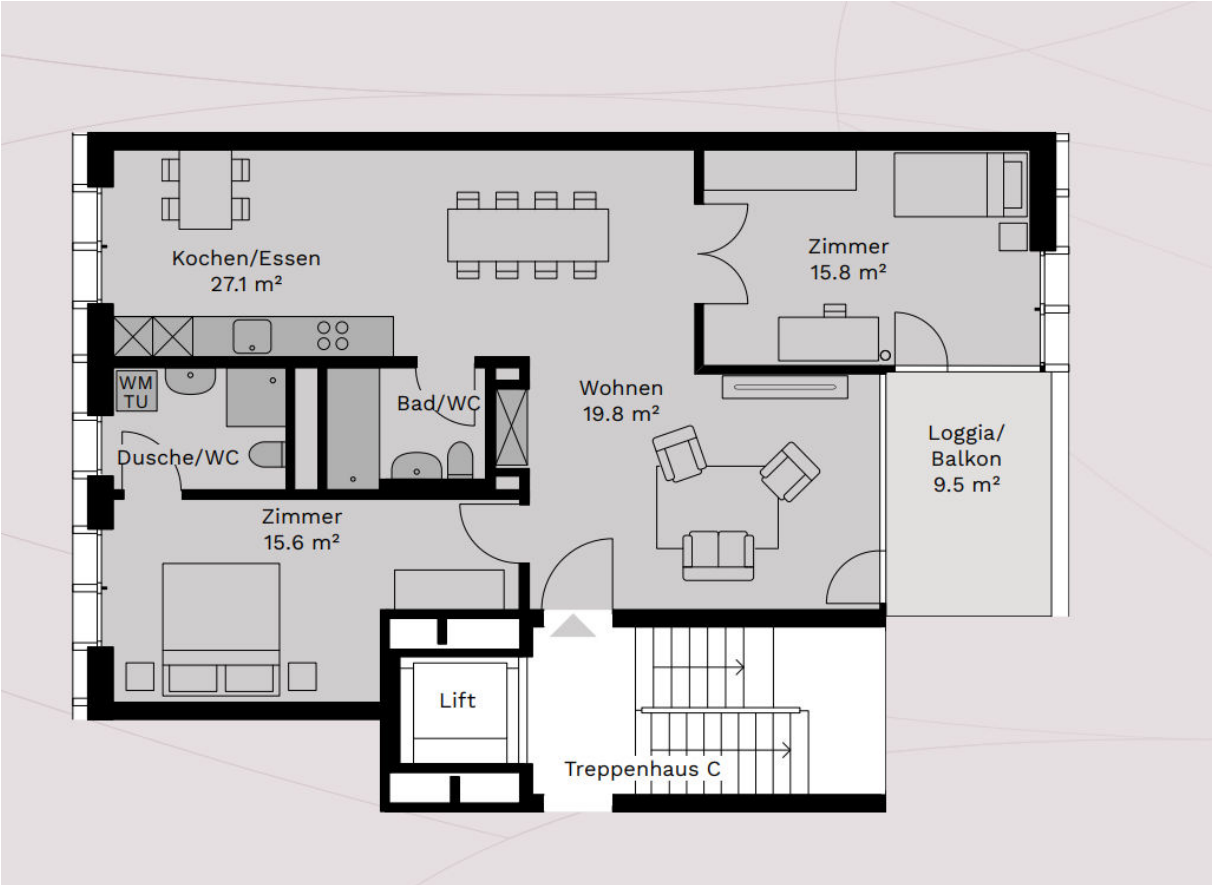 Kochen/Essen
27.1 m²
Zimmer
15.8 m²
WM
TU
Bad/WC
Wohnen
19.8 m²
Dusche/WC
Loggia/
Balkon
9.5 m²
Zimmer
15.6 m²
Lift
Treppenhaus C